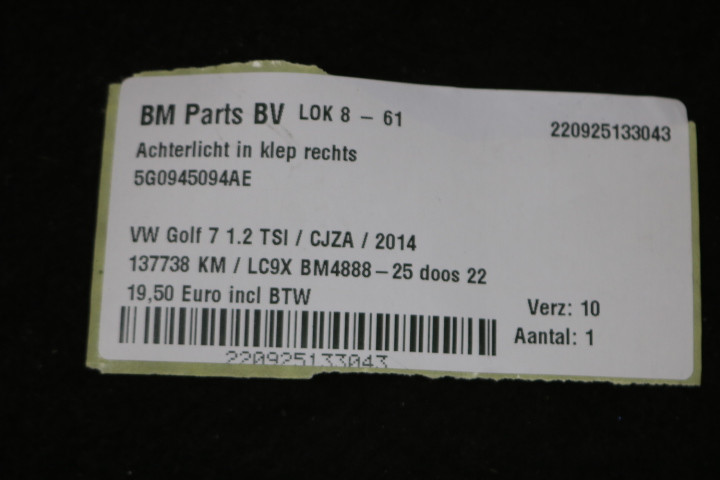 BM Parts BV LOK 8 - 61
220925133043
Achterlicht in klep rechts
5G0945094AE
VW Golf 7 1.2 TSI / CJZA / 2014
137738 KM / LC9X BM4888-25 doos 22
19,50 Euro incl BTW
Verz: 10
Aantal: 1
220925133043